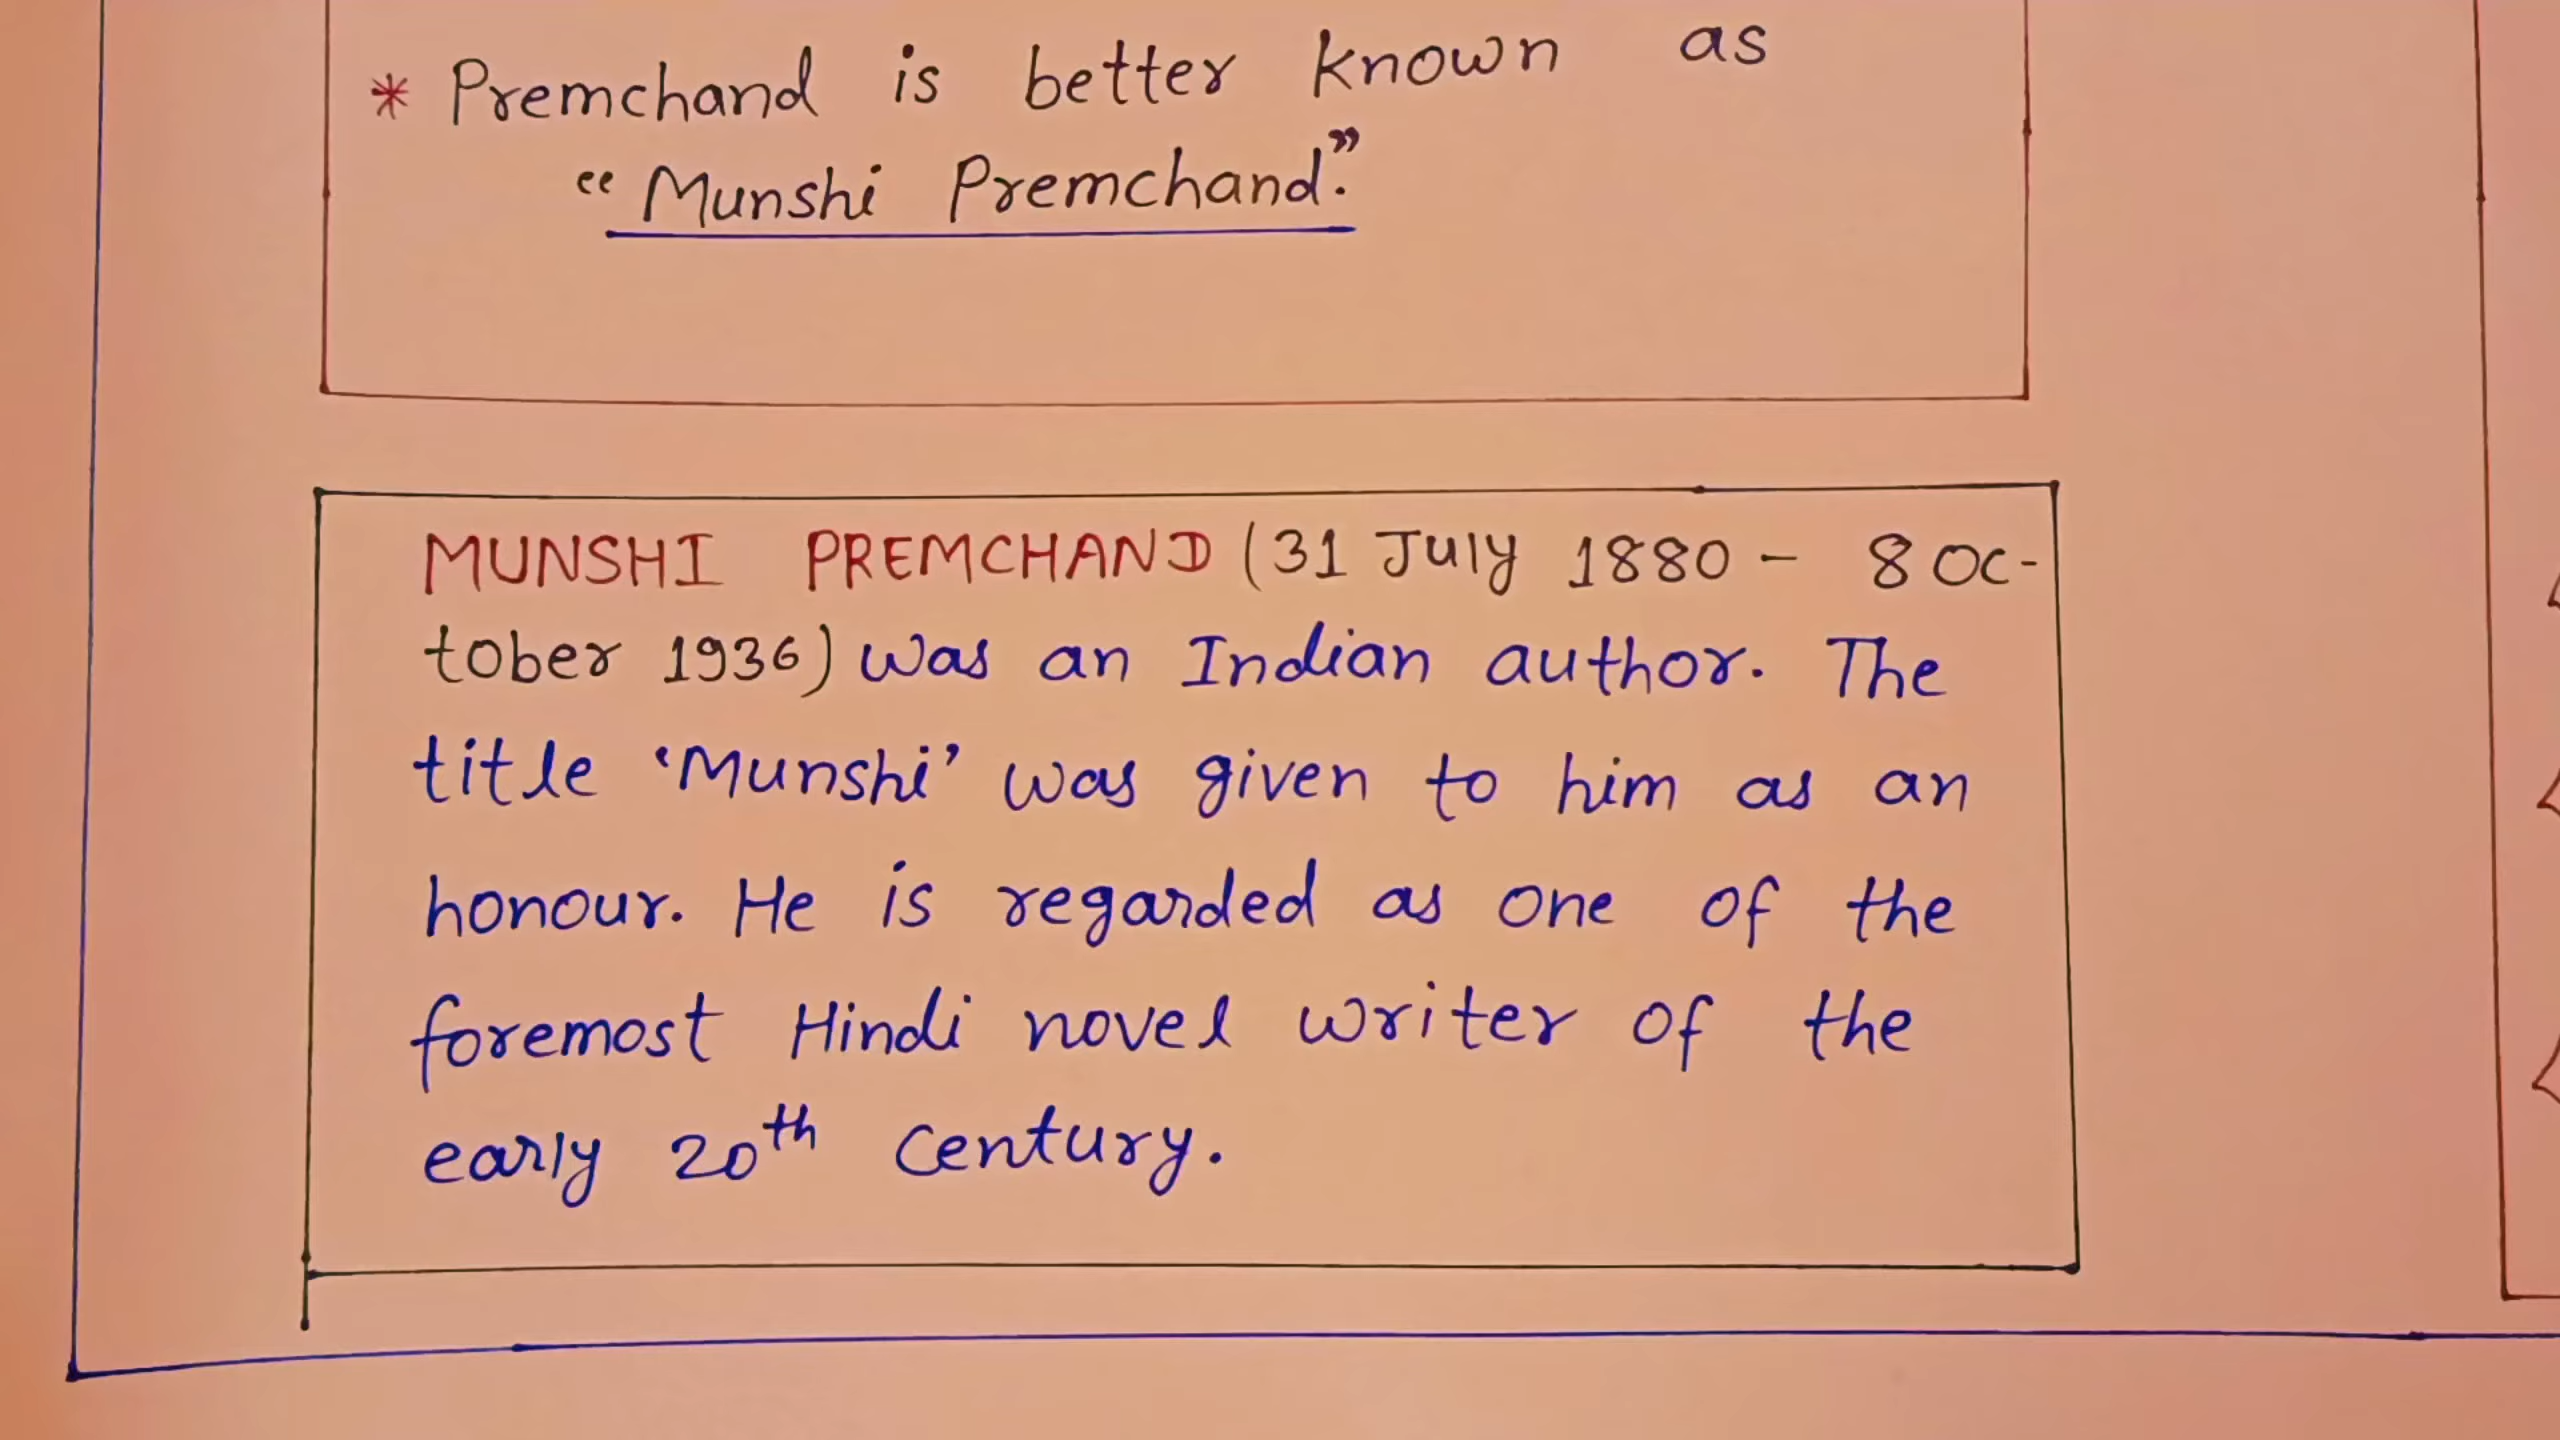 * Premchand is better known as
"Munshi Premchand."
MUNSHI PREMCHAND (31 July 1880 - 8 Oc-
tober 1936) was an Indian author. The
title 'Munshi' was given to him as an
honour. He is regarded as one of the
foremost Hindi novel writer of the
early 20th century.